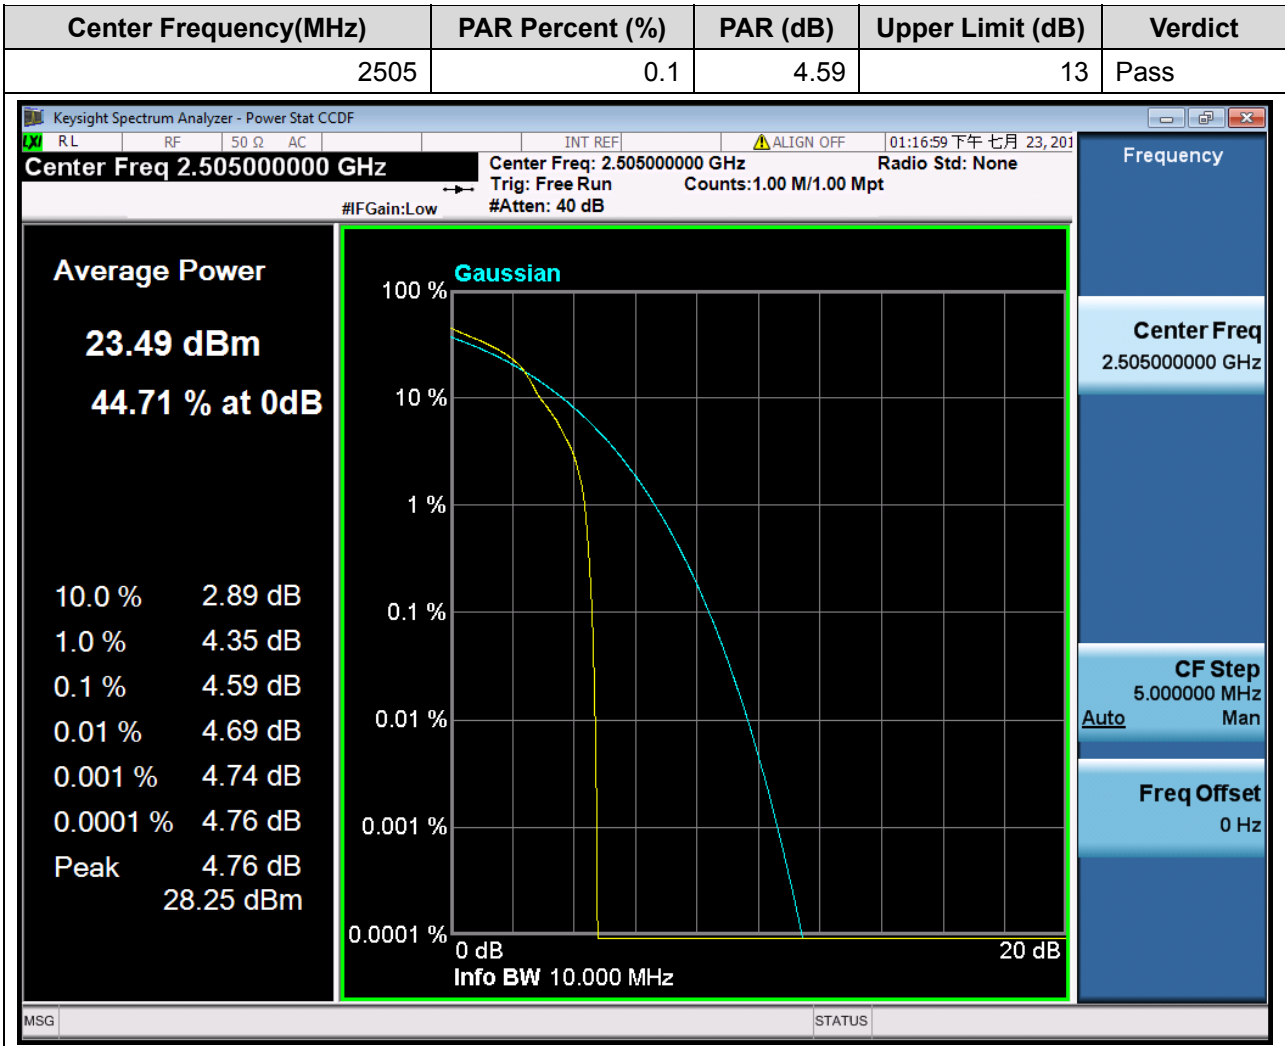 Center Frequency(MHz) PAR Percent (%) PAR (dB) Upper Limit (dB) Verdict
2505 0.1 4.59 13 Pass
Keysight Spectrum Analyzer - Power Stat CCDF
LXI RL RF 50 Ω AC INT REF ALIGN OFF 01:16:59 下午 七月 23, 201
Center Freq 2.505000000 GHz
Center Freq: 2.505000000 GHz Radio Std: None
Trig: Free Run Counts:1.00 M/1.00 Mpt
#IFGain:Low #Atten: 40 dB
Frequency
Average Power
23.49 dBm
44.71 % at 0dB
10.0 % 2.89 dB
1.0 % 4.35 dB
0.1 % 4.59 dB
0.01 % 4.69 dB
0.001 % 4.74 dB
0.0001 % 4.76 dB
Peak 4.76 dB
28.25 dBm
Gaussian
100 %
10 %
1 %
0.1 %
0.01 %
0.001 %
0.0001 %
0 dB 20 dB
Info BW 10.000 MHz
Center Freq
2.505000000 GHz
CF Step
5.000000 MHz
Auto Man
Freq Offset
0 Hz
MSG STATUS